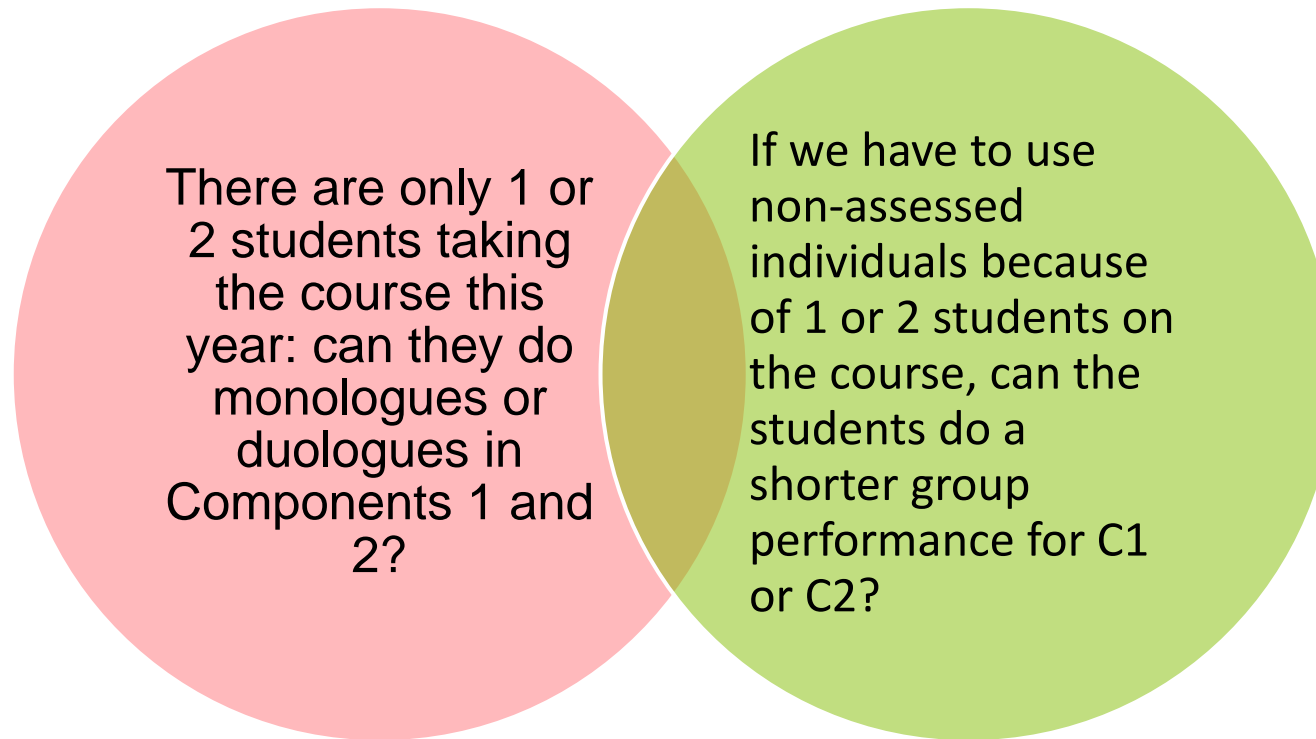 There are only 1 or
2 students taking
the course this
year: can they do
monologues or
duologues in
Components 1 and
2?
If we have to use
non-assessed
individuals because
of 1 or 2 students on
the course, can the
students do a
shorter group
performance for C1
or C2?